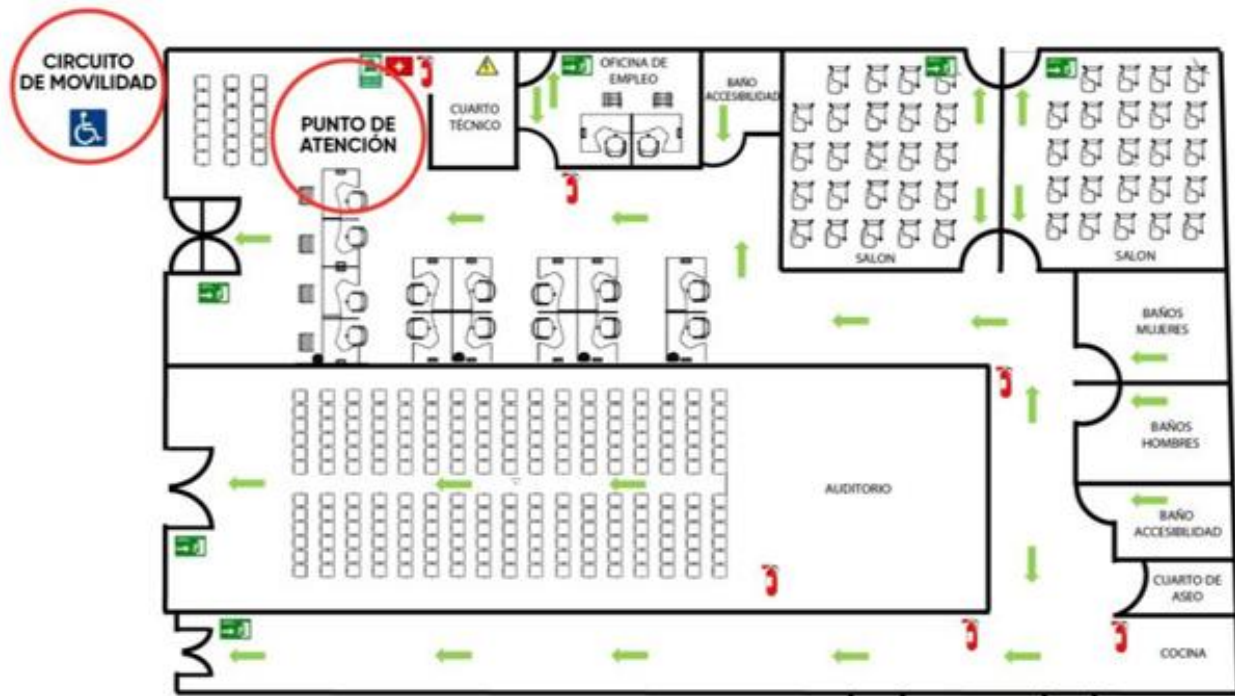 CIRCUITO
DE MOVILIDAD
PUNTO DE
ATENCIÓN
CUARTO
TÉCNICO
OFICINA DE
EMPLEO
BAÑO
ACCESIBILIDAD
SALON
SALON
BAÑOS
MUJERES
BAÑOS
HOMBRES
AUDITORIO
BAÑO
ACCESIBILIDAD
CUARTO DE
ASEO
COCINA